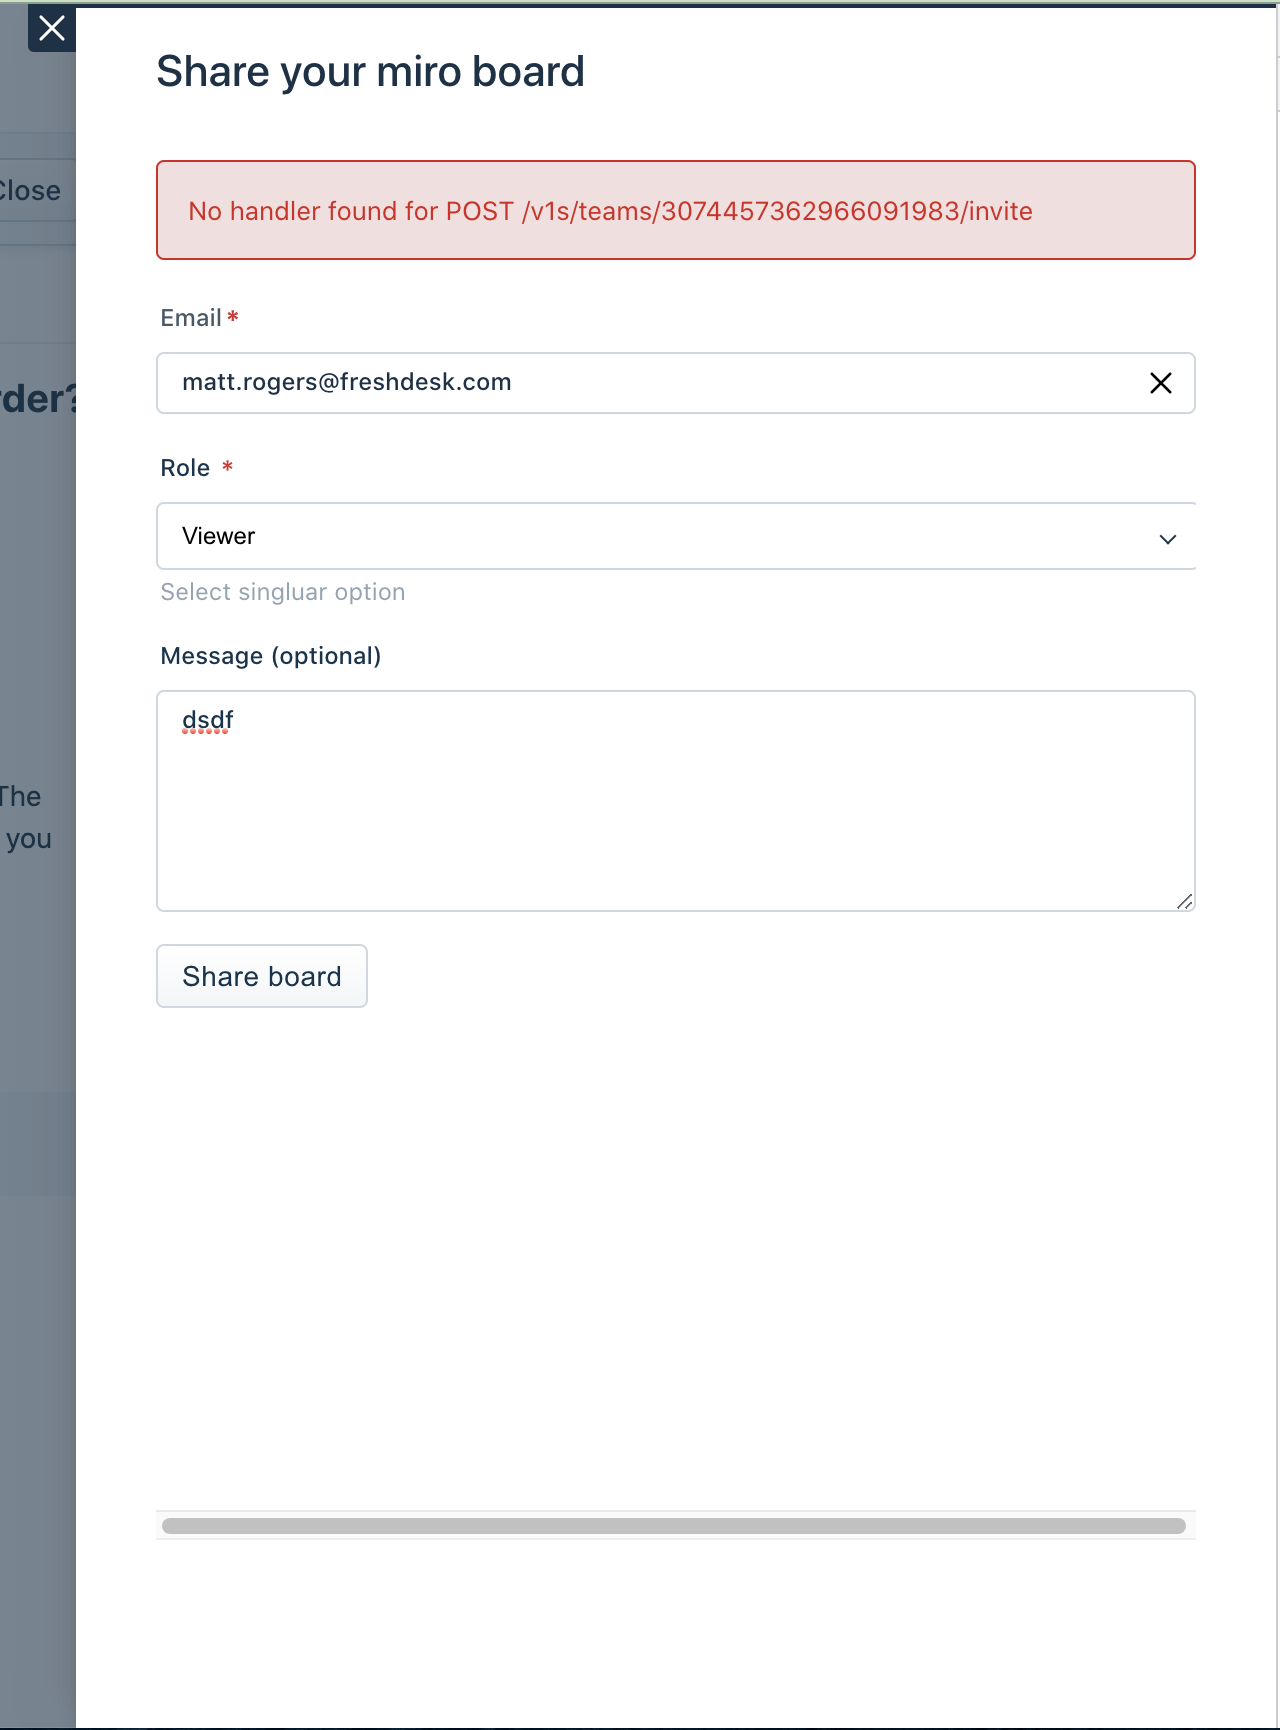 Share your miro board
Close
No handler found for POST /v1s/teams/3074457362966091983/invite
Email *
matt.rogers@freshdesk.com
rder?
Role *
Viewer
Select singluar option
Message (optional)
dsdf
The
you
Share board